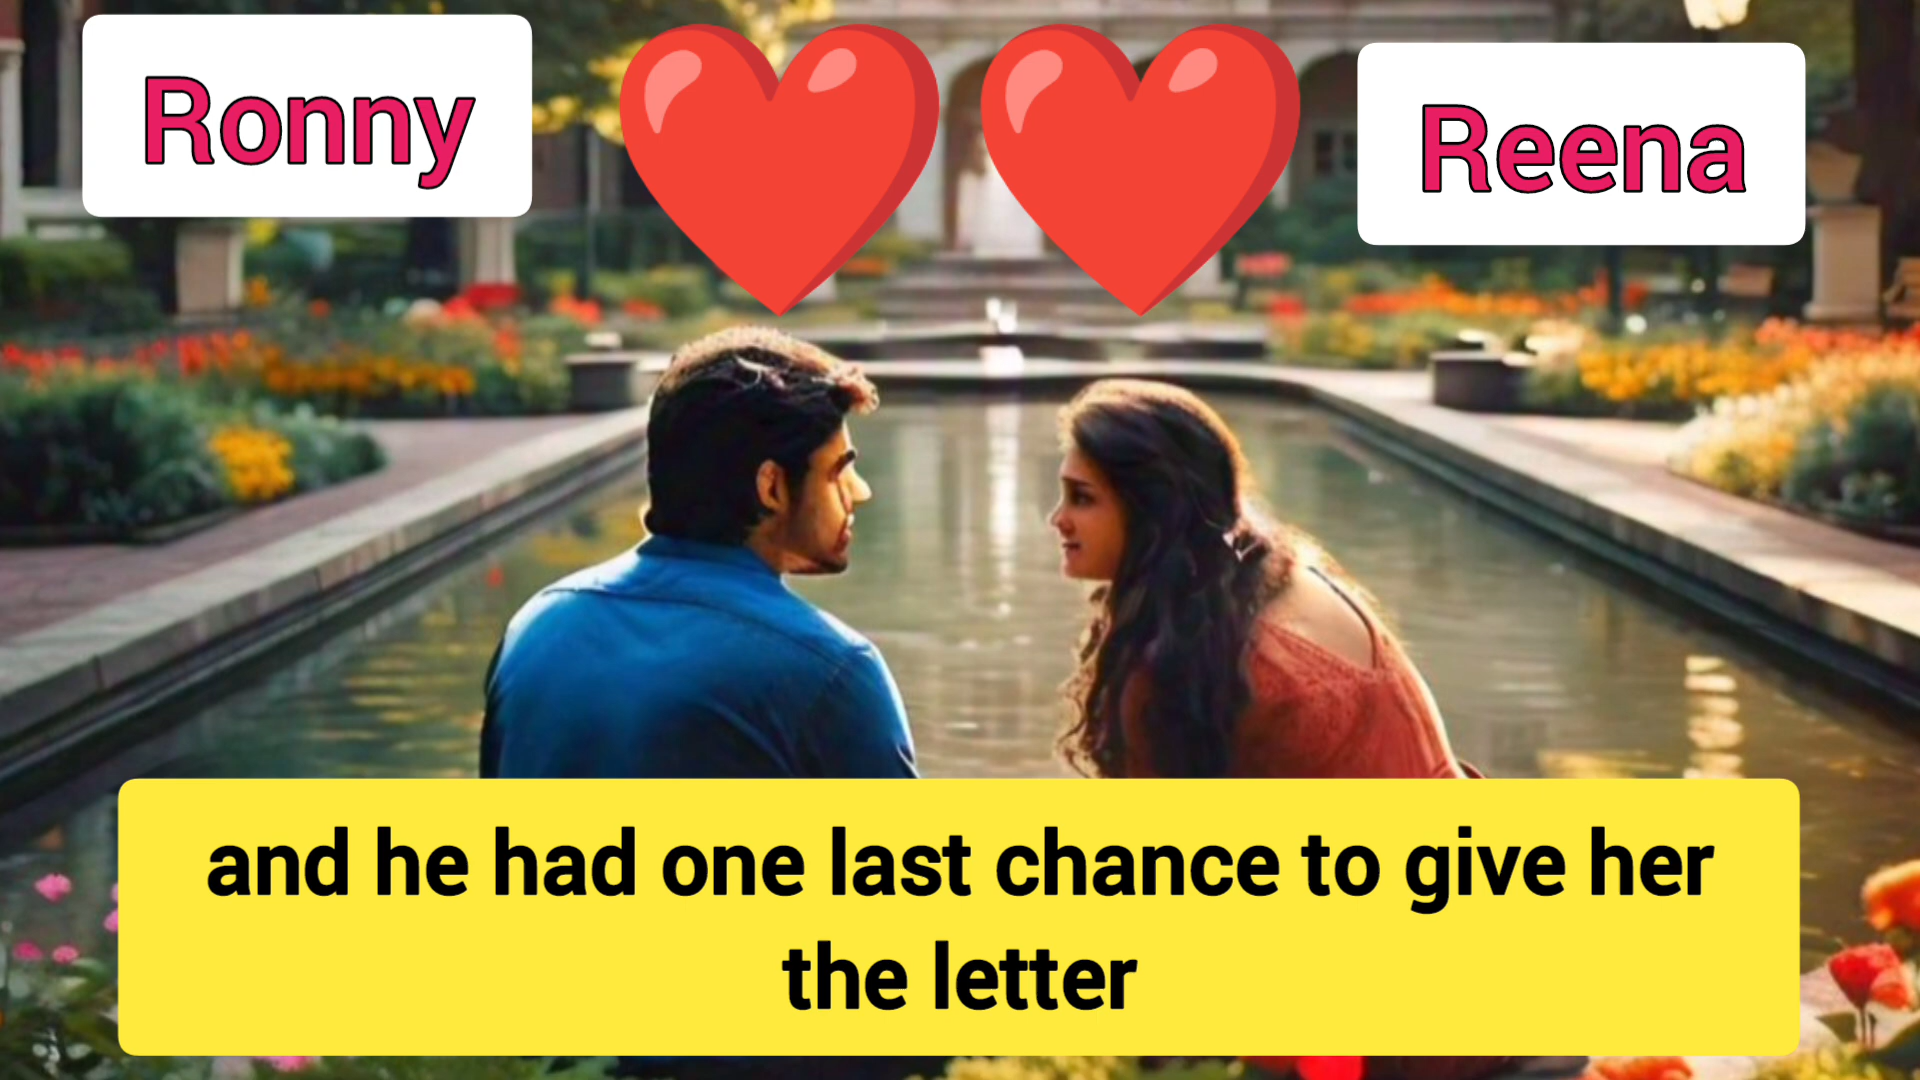 Ronny
Reena
and he had one last chance to give her
the letter